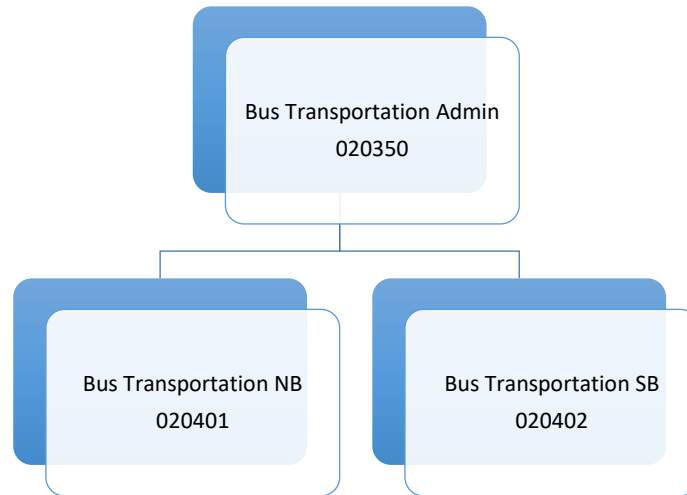 Bus Transportation Admin
020350
Bus Transportation NB
020401
Bus Transportation SB
020402